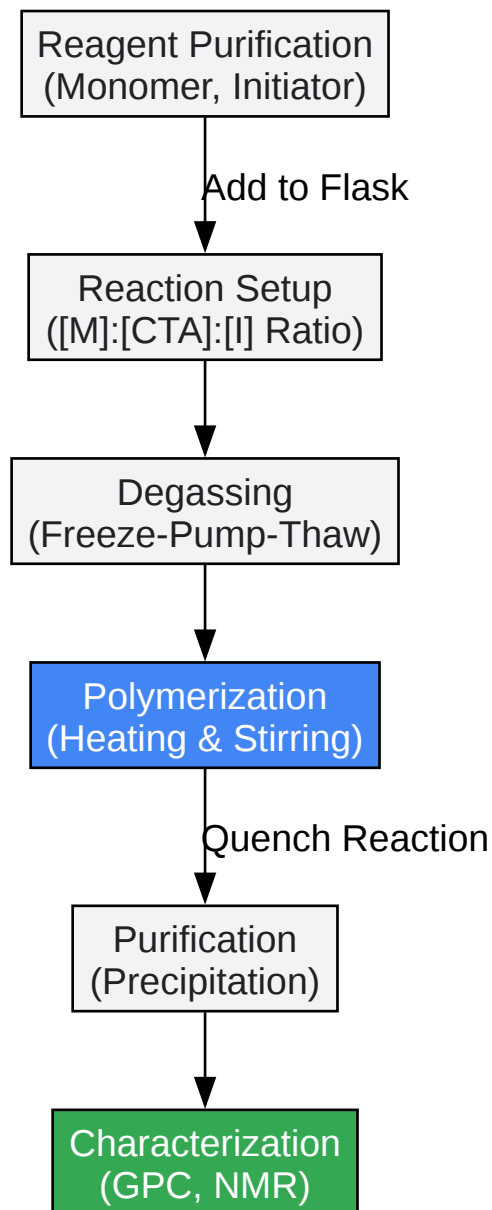 Reagent Purification
(Monomer, Initiator)
Add to Flask
Reaction Setup
([M]:[CTA]:[I] Ratio)
Degassing
(Freeze-Pump-Thaw)
Polymerization
(Heating & Stirring)
Quench Reaction
Purification
(Precipitation)
Characterization
(GPC, NMR)